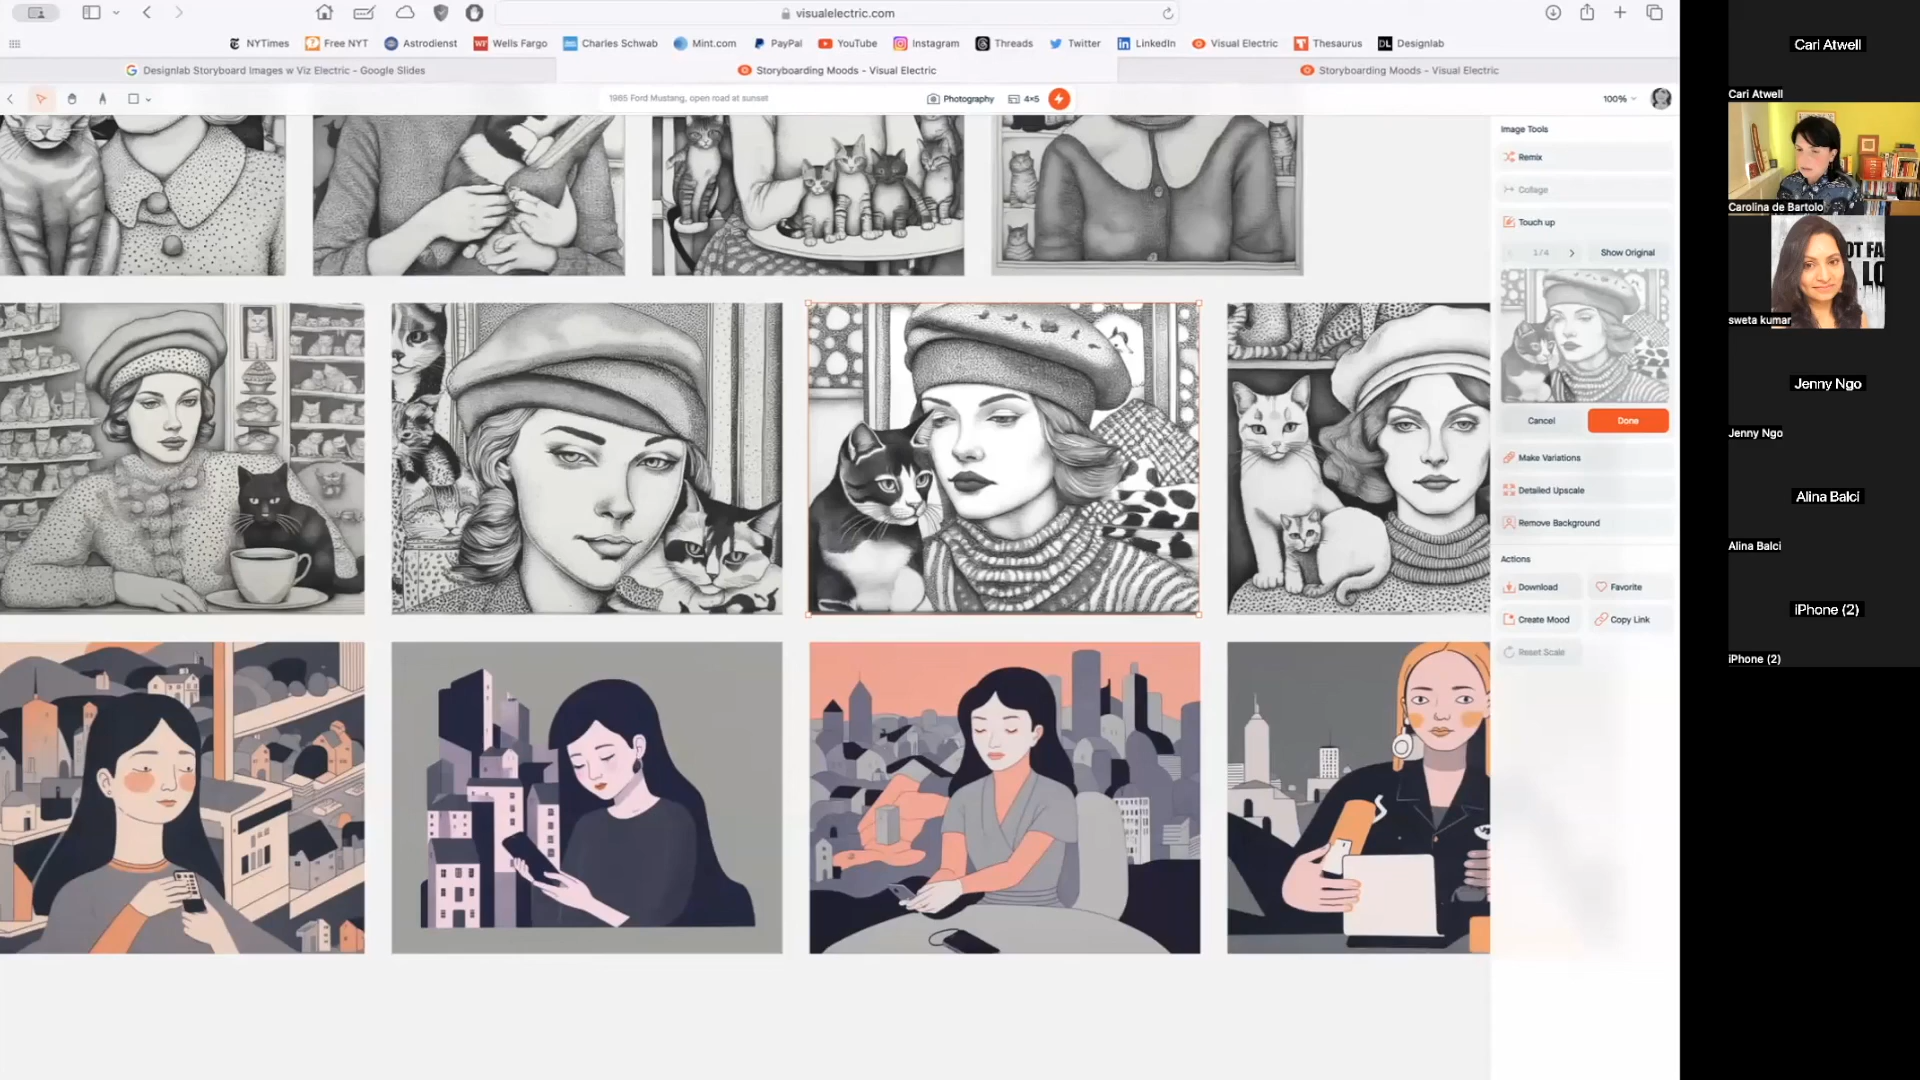 visualelectric.com
NYTimes
Free NYT
Astrodienst
Wells Fargo
Charles Schwab
Mint.com
PayPal
YouTube
Instagram
Threads
Twitter
LinkedIn
Visual Electric
Thesaurus
Designlab
Designlab Storyboard Images w Viz Electric - Google Slides
Storyboarding Moods - Visual Electric
Storyboarding Moods - Visual Electric
1965 Ford Mustang, open road at sunset
Photography
4×5
100%
Image Tools
Remix
Collage
Touch up
1/4
Show Original
Cancel
Done
Make Variations
Detailed Upscale
Remove Background
Actions
Download
Favorite
Create Mood
Copy Link
Reset Scale
Cari Atwell
Cari Atwell
Carolina de Bartolo
sweta kumar
Jenny Ngo
Jenny Ngo
Alina Balci
Alina Balci
iPhone (2)
iPhone (2)